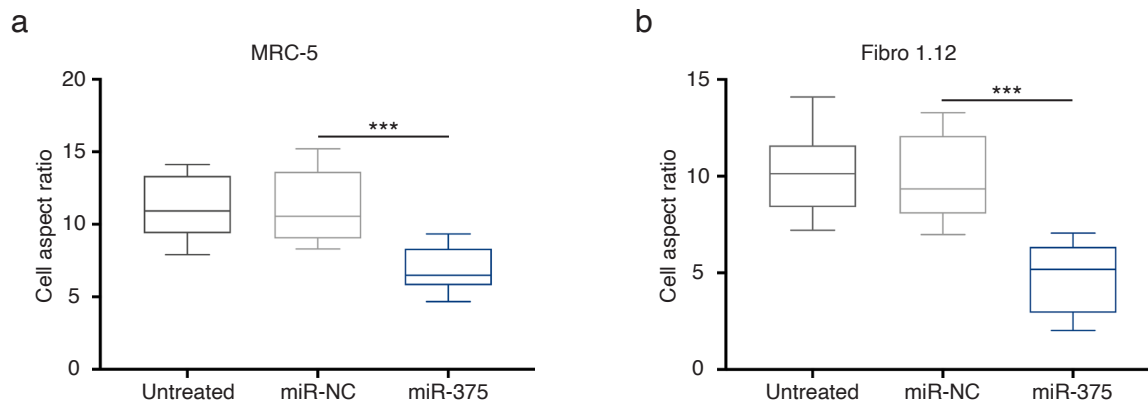 a
MRC-5
Cell aspect ratio
20
15
10
5
0
***
Untreated
miR-NC
miR-375
b
Fibro 1.12
Cell aspect ratio
15
10
5
0
***
Untreated
miR-NC
miR-375